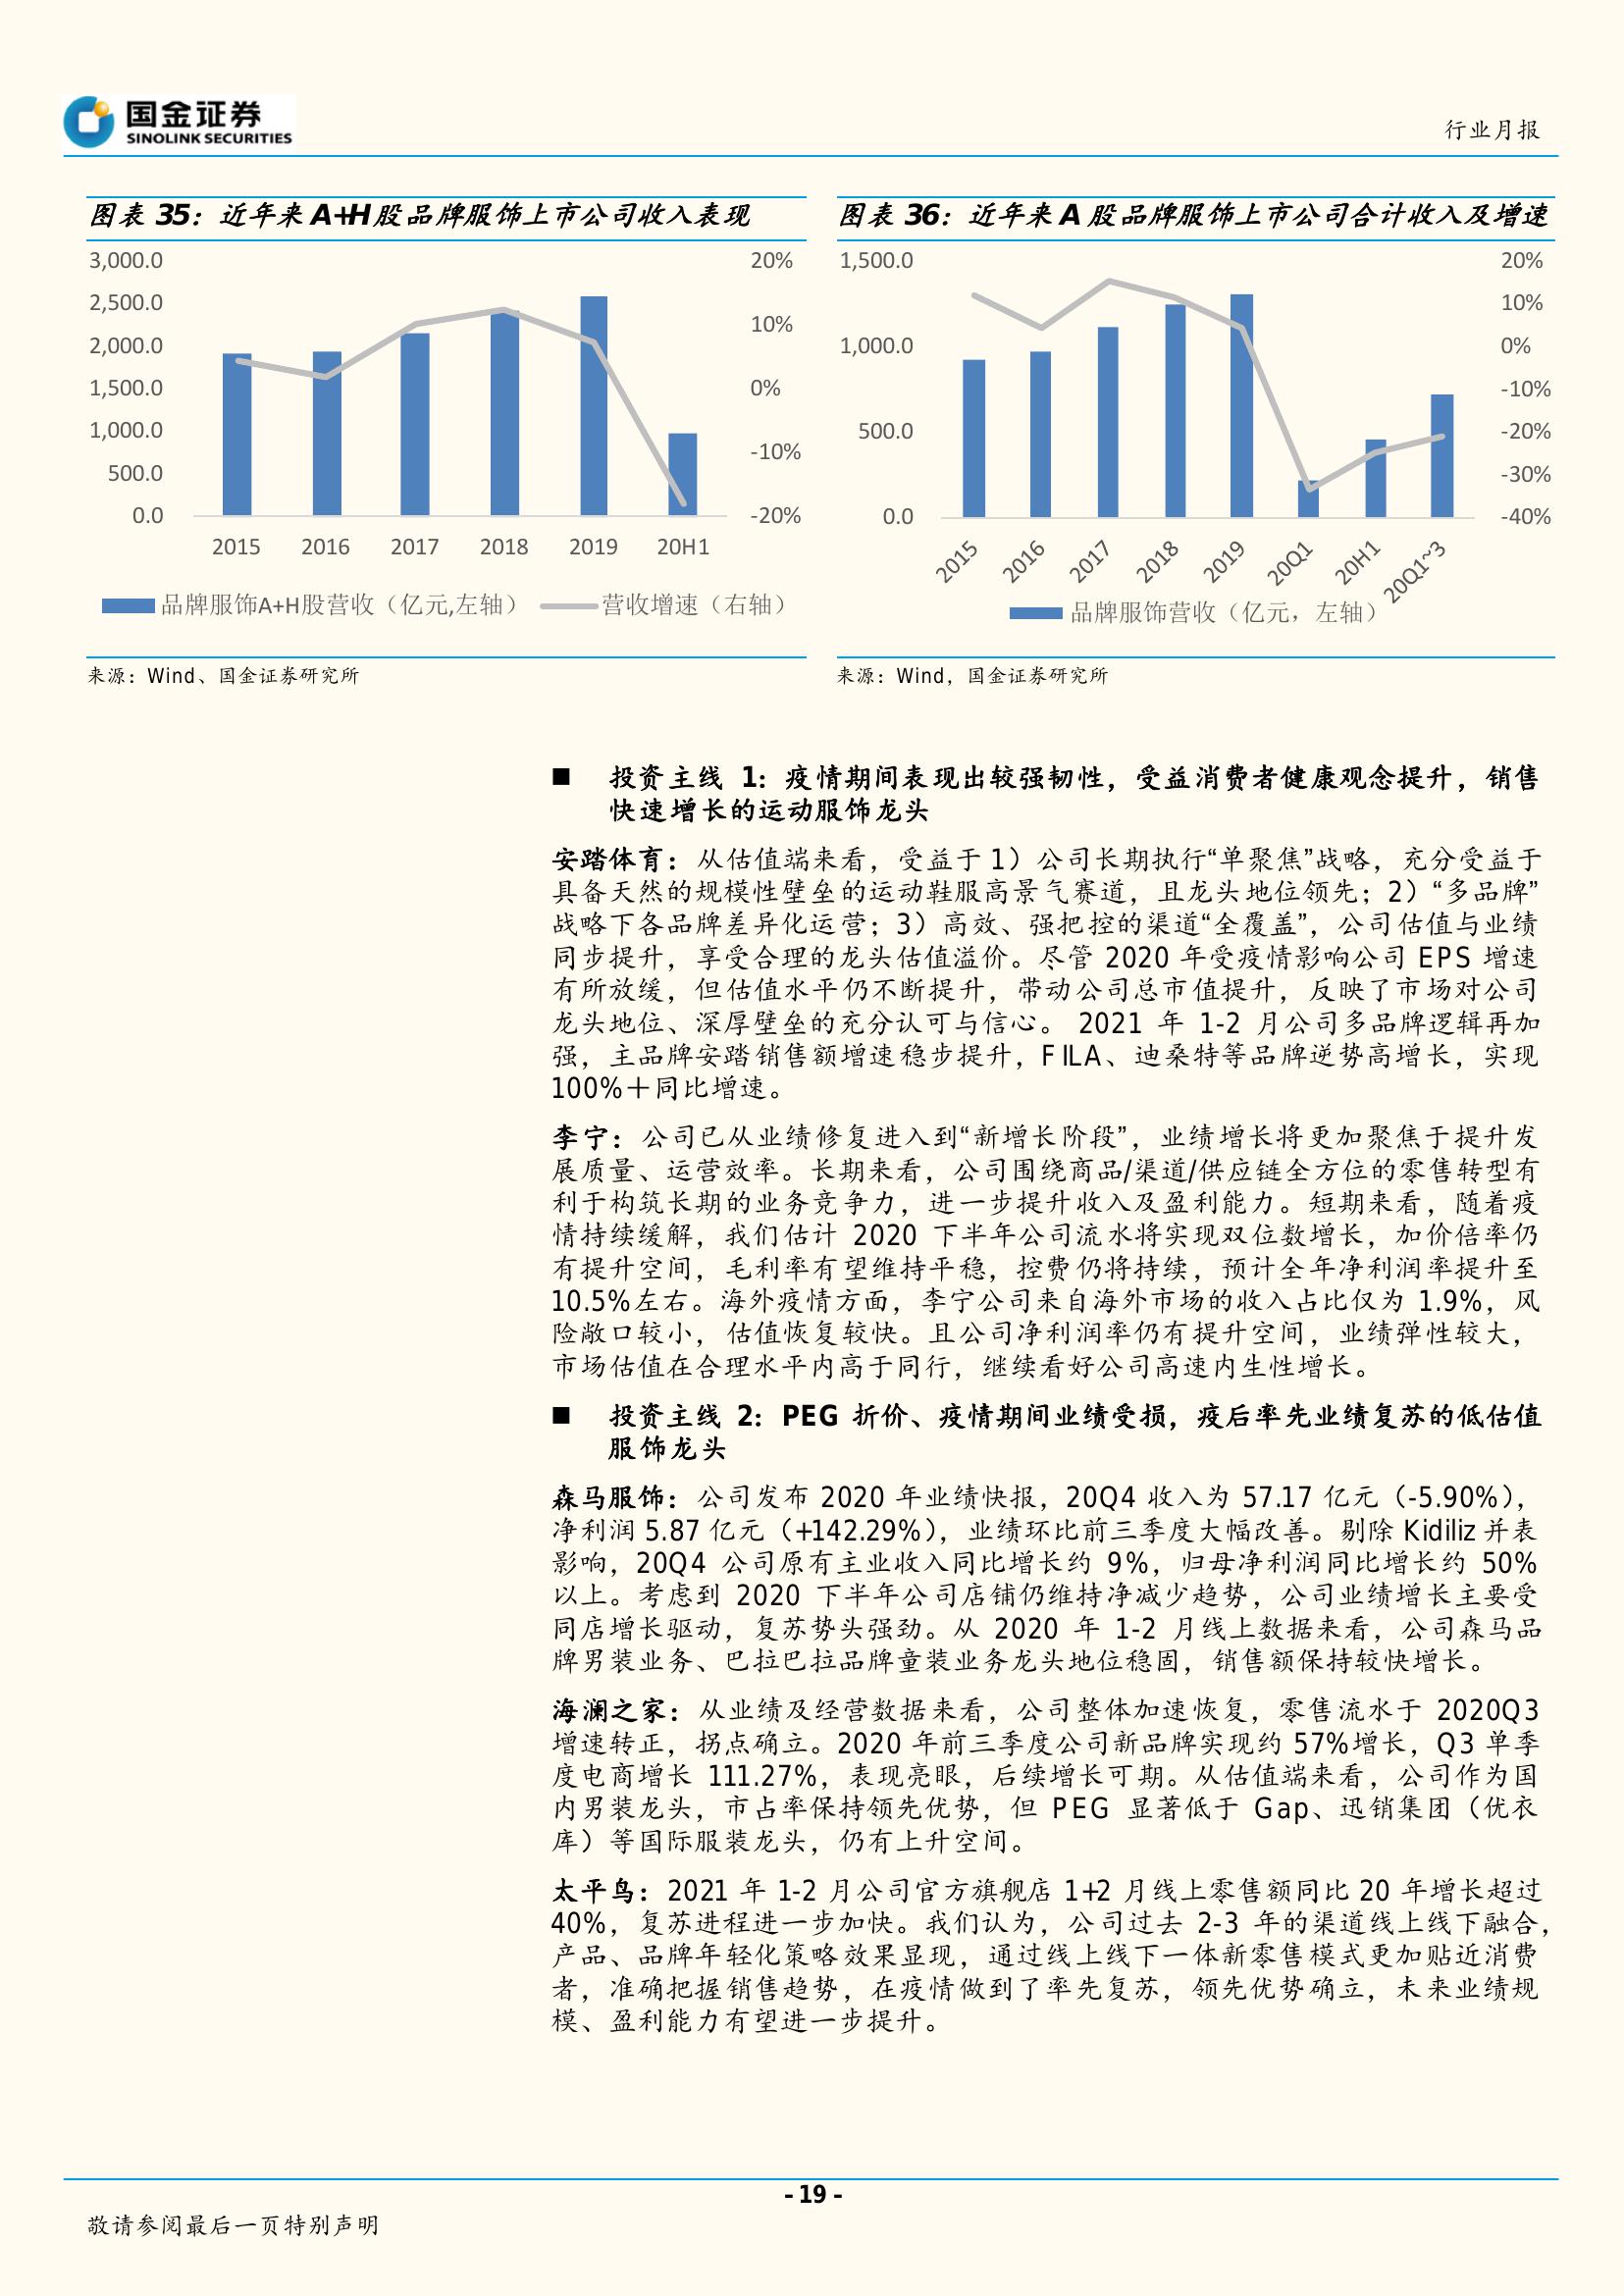 国金证券
SINOLINK SECURITIES
行业月报
图表 35：近年来 A+H 股品牌服饰上市公司收入表现
3,000.0
2,500.0
2,000.0
1,500.0
1,000.0
500.0
0.0
20%
10%
0%
-10%
-20%
2015 2016 2017 2018 2019 20H1
品牌服饰A+H股营收（亿元,左轴） 营收增速（右轴）
来源：Wind、国金证券研究所
图表 36：近年来 A 股品牌服饰上市公司合计收入及增速
1,500.0
1,000.0
500.0
0.0
20%
10%
0%
-10%
-20%
-30%
-40%
2015 2016 2017 2018 2019 20Q1 20H1 20Q1~3
品牌服饰营收（亿元，左轴）
来源：Wind，国金证券研究所
■ 投资主线 1：疫情期间表现出较强韧性，受益消费者健康观念提升，销售
快速增长的运动服饰龙头
安踏体育：从估值端来看，受益于 1）公司长期执行“单聚焦”战略，充分受益于
具备天然的规模性壁垒的运动鞋服高景气赛道，且龙头地位领先；2）“多品牌”
战略下各品牌差异化运营；3）高效、强把控的渠道“全覆盖”，公司估值与业绩
同步提升，享受合理的龙头估值溢价。尽管 2020 年受疫情影响公司 EPS 增速
有所放缓，但估值水平仍不断提升，带动公司总市值提升，反映了市场对公司
龙头地位、深厚壁垒的充分认可与信心。 2021 年 1-2 月公司多品牌逻辑再加
强，主品牌安踏销售额增速稳步提升，FILA、迪桑特等品牌逆势高增长，实现
100%＋同比增速。
李宁：公司已从业绩修复进入到“新增长阶段”，业绩增长将更加聚焦于提升发
展质量、运营效率。长期来看，公司围绕商品/渠道/供应链全方位的零售转型有
利于构筑长期的业务竞争力，进一步提升收入及盈利能力。短期来看，随着疫
情持续缓解，我们估计 2020 下半年公司流水将实现双位数增长，加价倍率仍
有提升空间，毛利率有望维持平稳，控费仍将持续，预计全年净利润率提升至
10.5%左右。海外疫情方面，李宁公司来自海外市场的收入占比仅为 1.9%，风
险敞口较小，估值恢复较快。且公司净利润率仍有提升空间，业绩弹性较大，
市场估值在合理水平内高于同行，继续看好公司高速内生性增长。
■ 投资主线 2：PEG 折价、疫情期间业绩受损，疫后率先业绩复苏的低估值
服饰龙头
森马服饰：公司发布 2020 年业绩快报，20Q4 收入为 57.17 亿元（-5.90%），
净利润 5.87 亿元（+142.29%），业绩环比前三季度大幅改善。剔除 Kidiliz 并表
影响，20Q4 公司原有主业收入同比增长约 9%，归母净利润同比增长约 50%
以上。考虑到 2020 下半年公司店铺仍维持净减少趋势，公司业绩增长主要受
同店增长驱动，复苏势头强劲。从 2020 年 1-2 月线上数据来看，公司森马品
牌男装业务、巴拉巴拉品牌童装业务龙头地位稳固，销售额保持较快增长。
海澜之家：从业绩及经营数据来看，公司整体加速恢复，零售流水于 2020Q3
增速转正，拐点确立。2020 年前三季度公司新品牌实现约 57%增长，Q3 单季
度电商增长 111.27%，表现亮眼，后续增长可期。从估值端来看，公司作为国
内男装龙头，市占率保持领先优势，但 PEG 显著低于 Gap、迅销集团（优衣
库）等国际服装龙头，仍有上升空间。
太平鸟：2021 年 1-2 月公司官方旗舰店 1+2 月线上零售额同比 20 年增长超过
40%，复苏进程进一步加快。我们认为，公司过去 2-3 年的渠道线上线下融合，
产品、品牌年轻化策略效果显现，通过线上线下一体新零售模式更加贴近消费
者，准确把握销售趋势，在疫情做到了率先复苏，领先优势确立，未来业绩规
模、盈利能力有望进一步提升。
- 19 -
敬请参阅最后一页特别声明